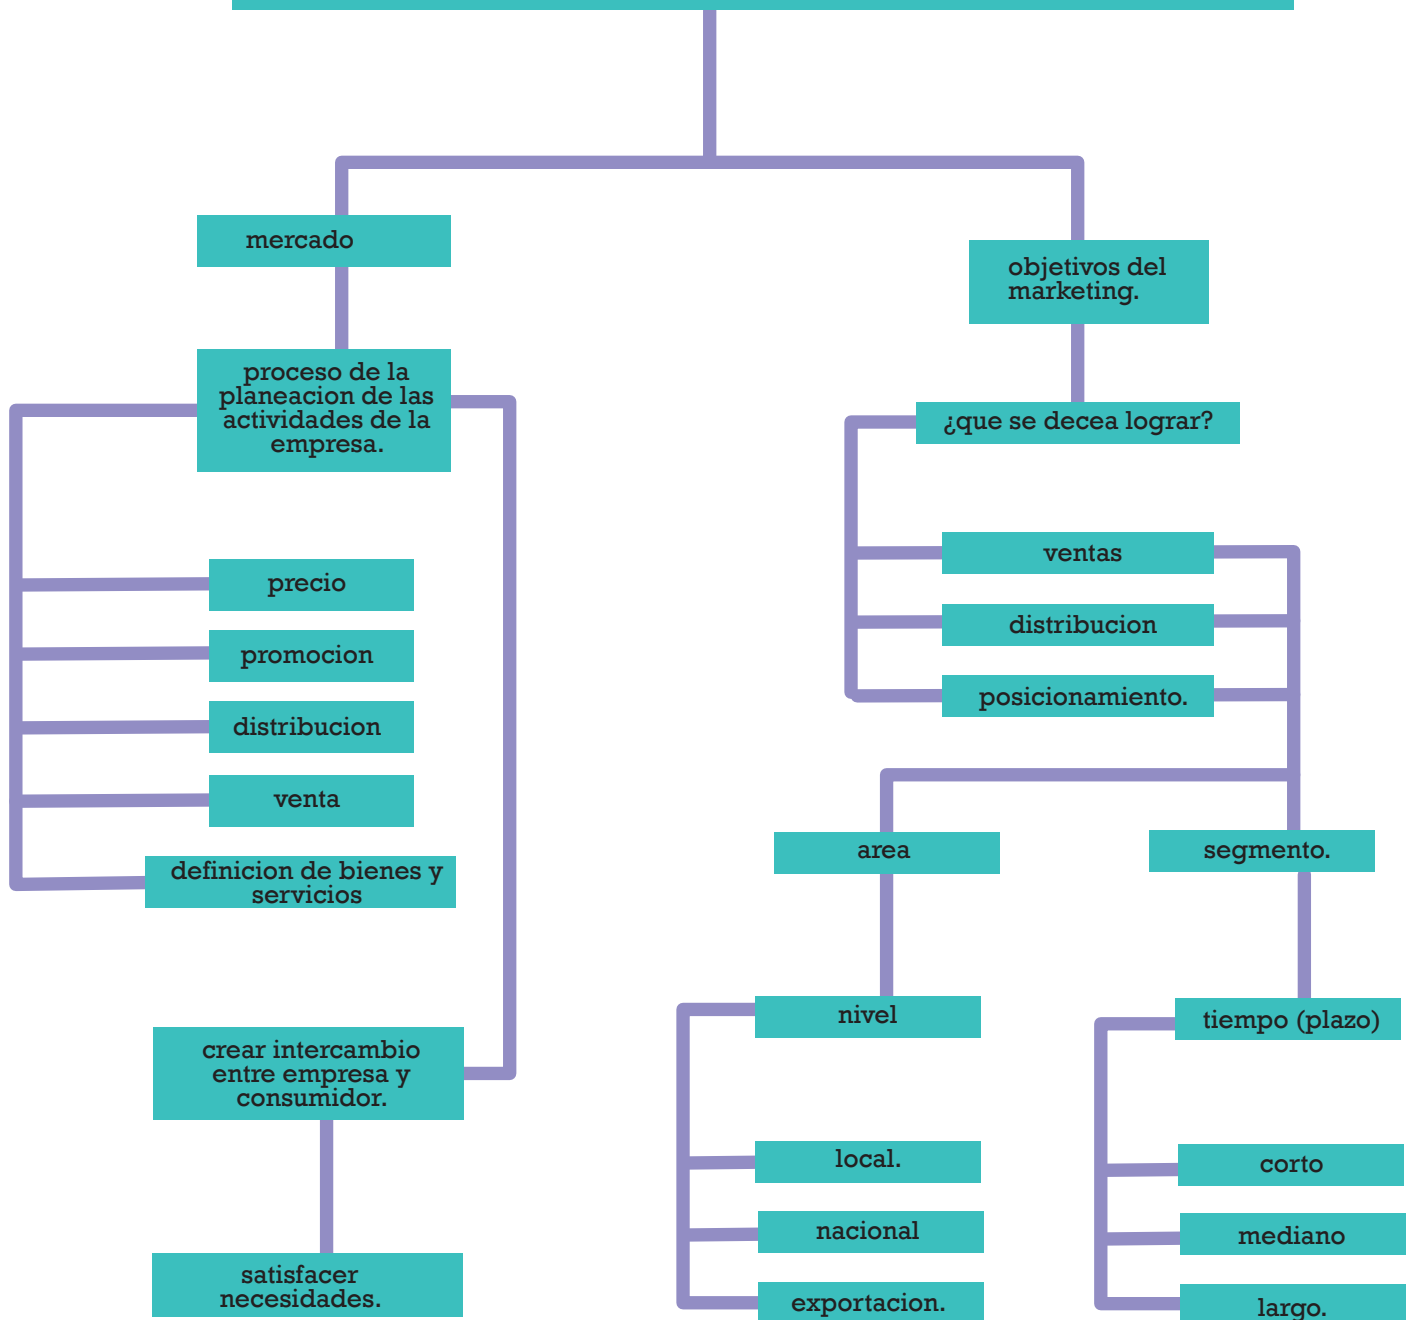 mercado
proceso de la
planeacion de las
actividades de la
empresa.
precio
promocion
distribucion
venta
definicion de bienes y
servicios
crear intercambio
entre empresa y
consumidor.
satisfacer
necesidades.
objetivos del
marketing.
¿que se decea lograr?
ventas
distribucion
posicionamiento.
area
nivel
local.
nacional
exportacion.
segmento.
tiempo (plazo)
corto
mediano
largo.